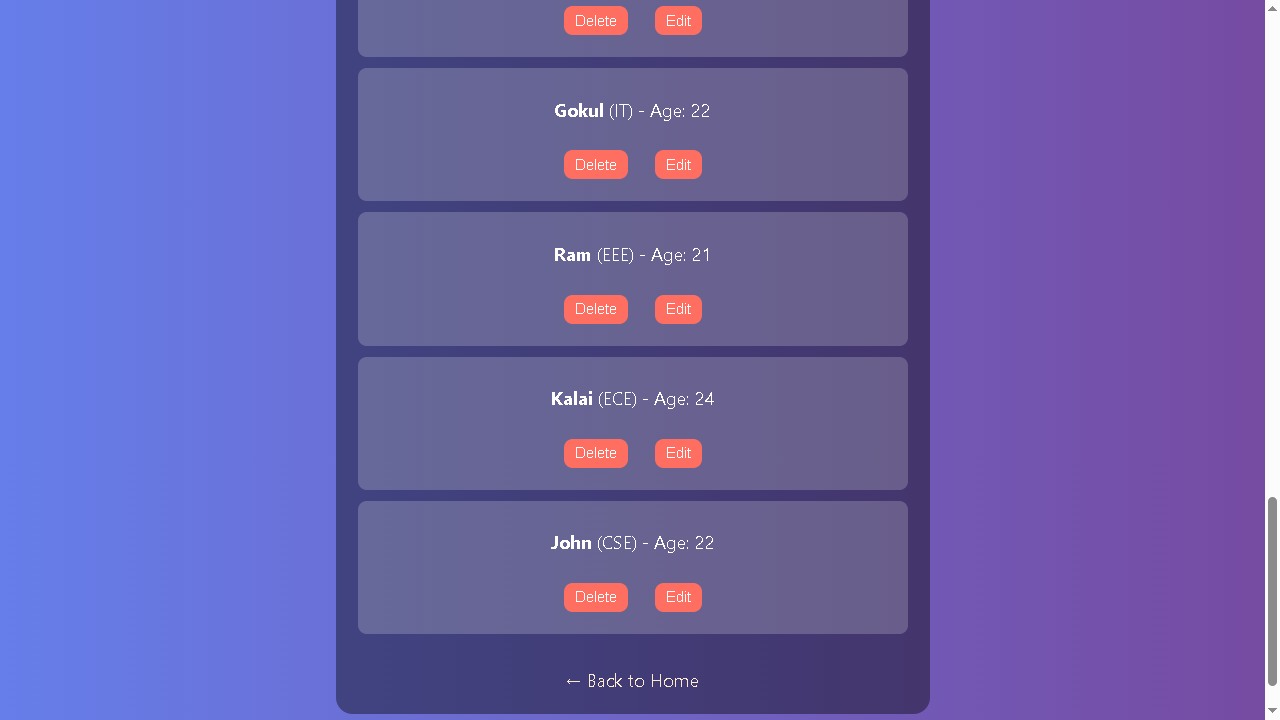 Delete Edit
Gokul (IT) - Age: 22
Delete Edit
Ram (EEE) - Age: 21
Delete Edit
Kalai (ECE) - Age: 24
Delete Edit
John (CSE) - Age: 22
Delete Edit
← Back to Home